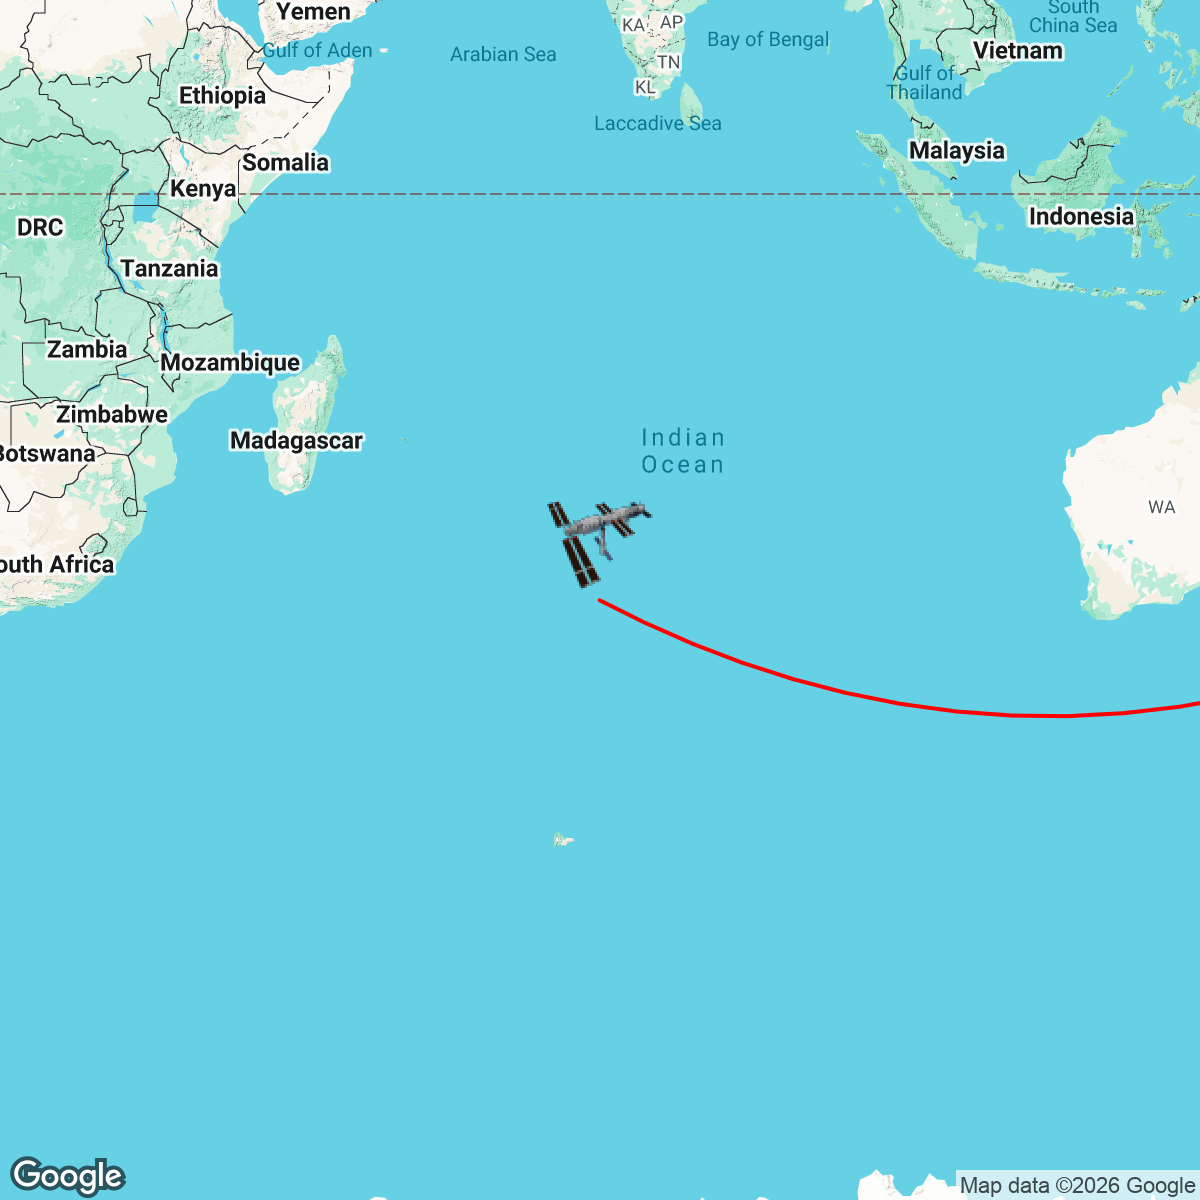 Yemen
KA
AP
South
China Sea
Gulf of Aden
Arabian Sea
Bay of Bengal
Vietnam
TN
Gulf of
Thailand
KL
Ethiopia
Laccadive Sea
Malaysia
Somalia
Kenya
Indonesia
DRC
Tanzania
Zambia
Mozambique
Zimbabwe
Madagascar
Indian
Ocean
Botswana
WA
outh Africa
Google
Map data ©2026 Google